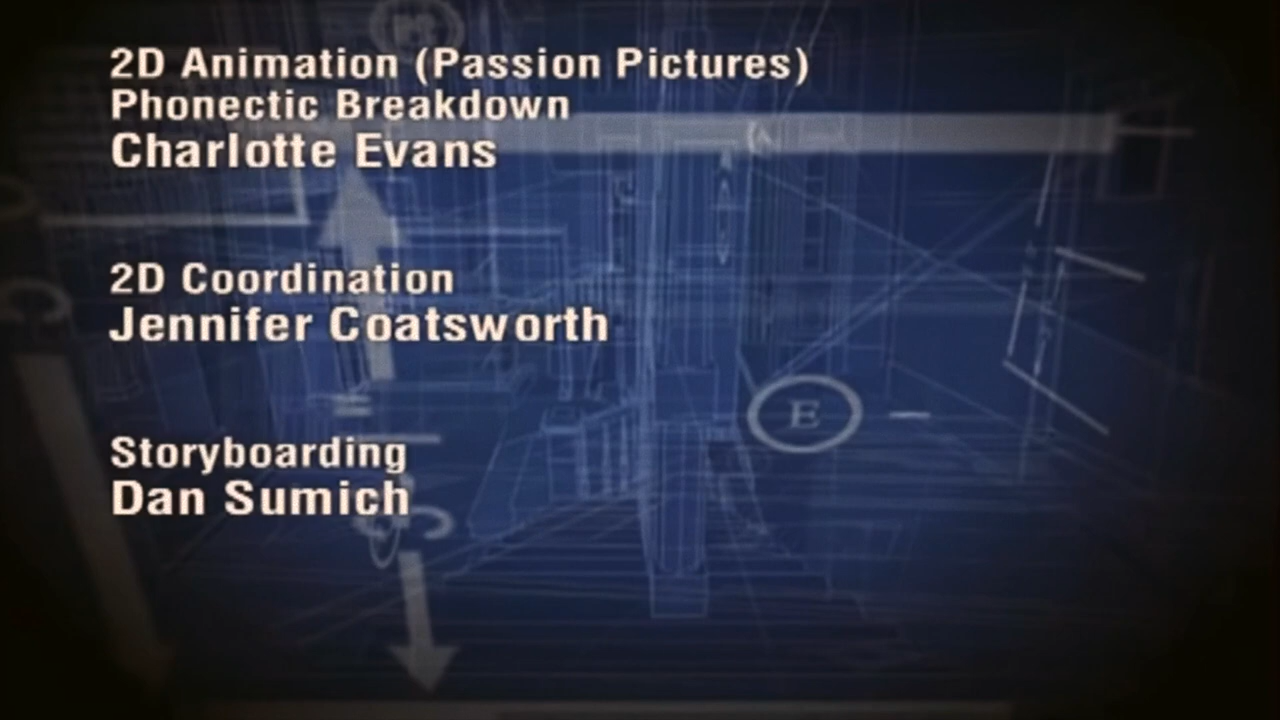 2D Animation (Passion Pictures)
Phonectic Breakdown
Charlotte Evans
2D Coordination
Jennifer Coatsworth
E
Storyboarding
Dan Sumich